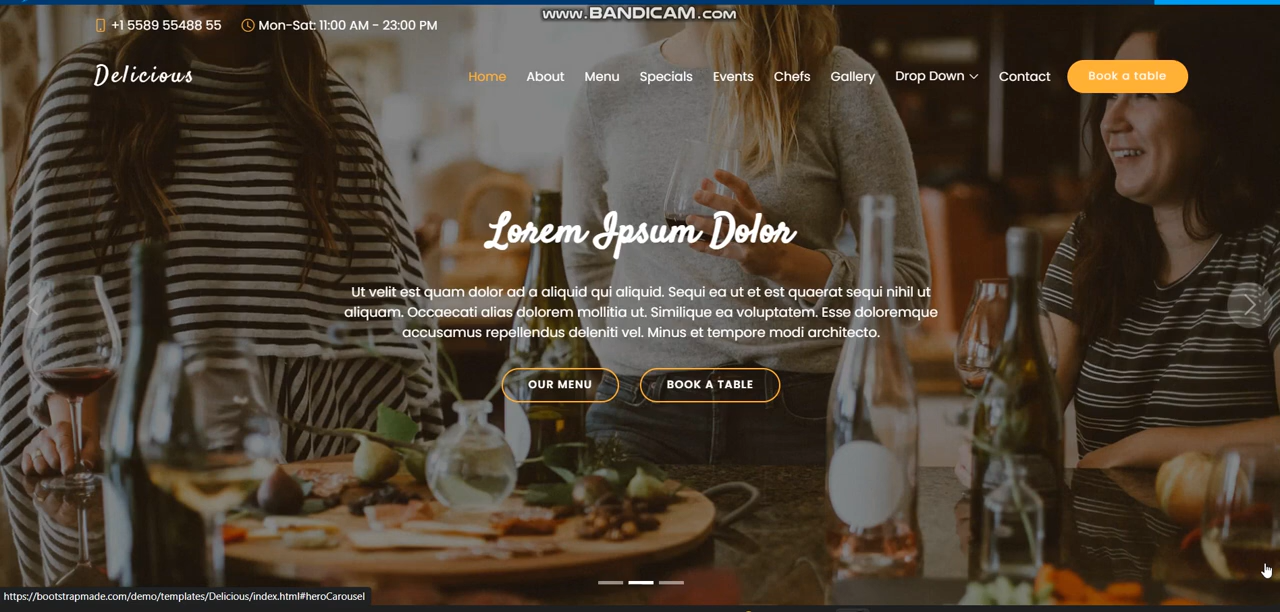 www.BANDICAM.com
+1 5589 55488 55 Mon-Sat: 11:00 AM - 23:00 PM
Delicious Home About Menu Specials Events Chefs Gallery Drop Down Contact Book a table
Lorem Ipsum Dolor
Ut velit est quam dolor ad a aliquid qui aliquid. Sequi ea ut et est quaerat sequi nihil ut
aliquam. Occaecati alias dolorem mollitia ut. Similique ea voluptatem. Esse doloremque
accusamus repellendus deleniti vel. Minus et tempore modi architecto.
OUR MENU BOOK A TABLE
https://bootstrapmade.com/demo/templates/Delicious/index.html#heroCarousel